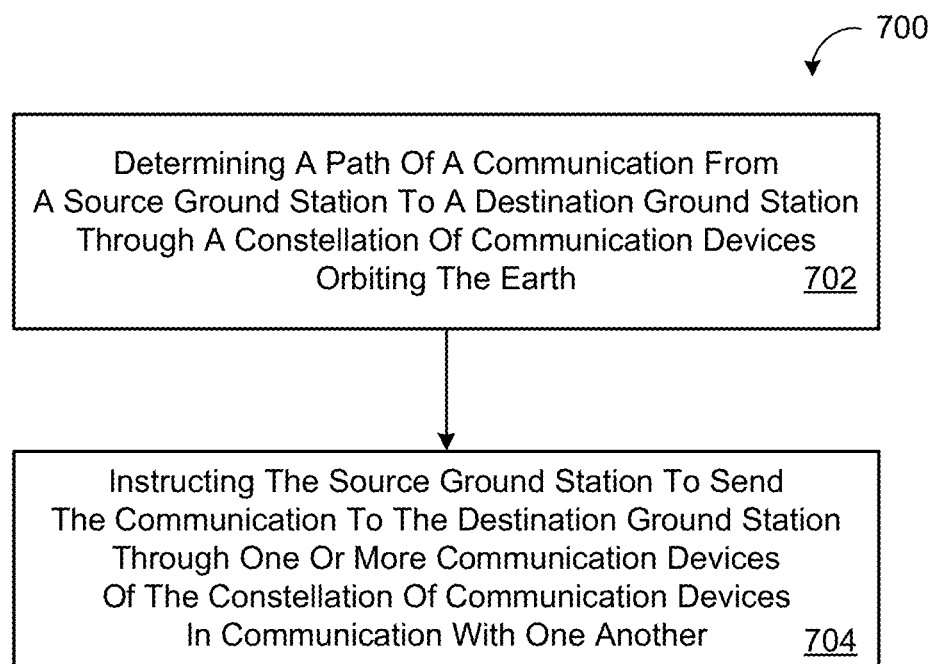 700
Determining A Path Of A Communication From
A Source Ground Station To A Destination Ground Station
Through A Constellation Of Communication Devices
Orbiting The Earth 702
Instructing The Source Ground Station To Send
The Communication To The Destination Ground Station
Through One Or More Communication Devices
Of The Constellation Of Communication Devices
In Communication With One Another 704